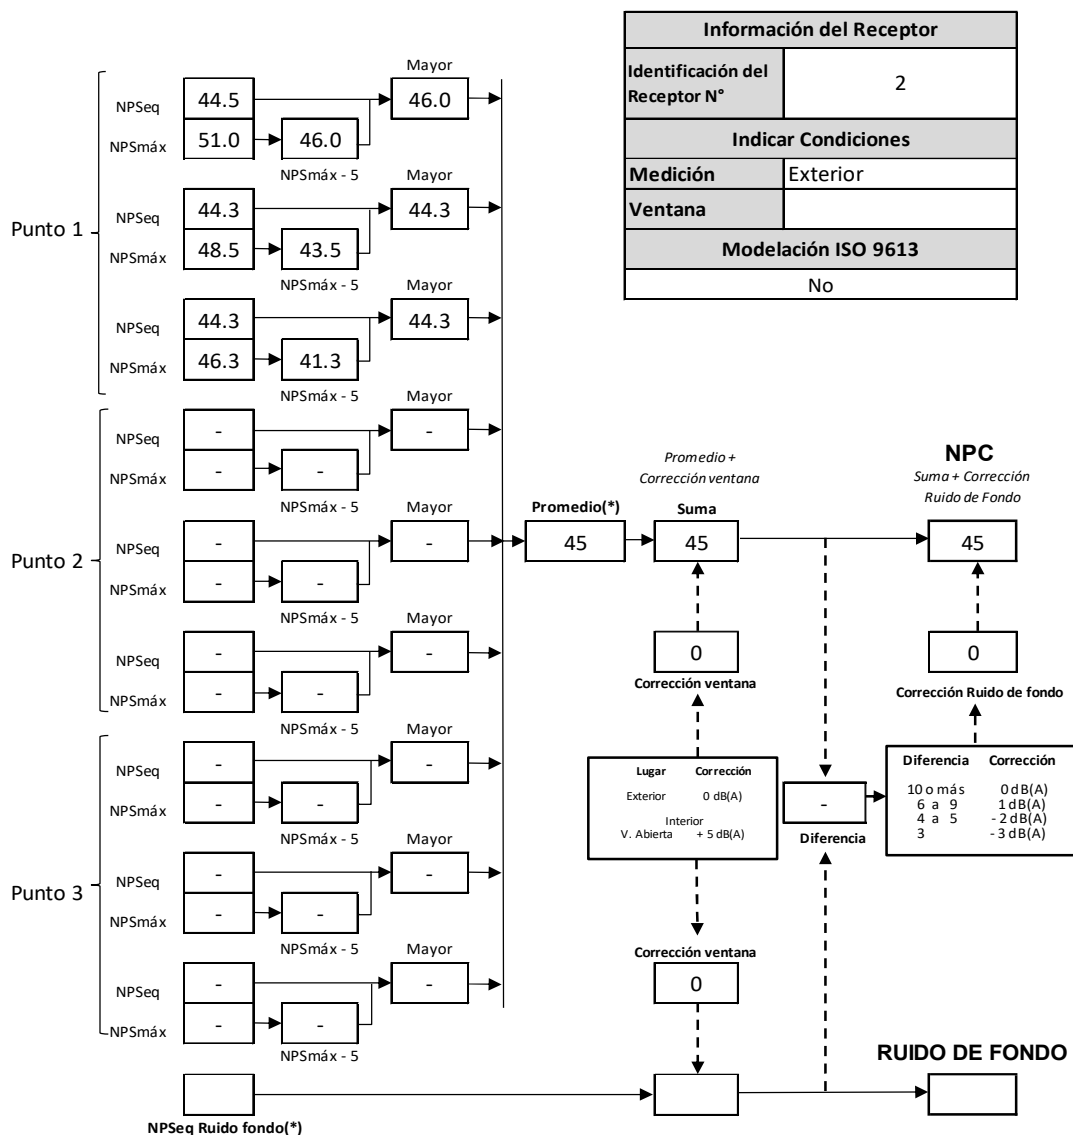 Información del Receptor
Identificación del Receptor N°
2
Indicar Condiciones
Medición
Exterior
Ventana
Modelación ISO 9613
No
Punto 1
Mayor
NPSeq
44.5
46.0
NPSmáx
51.0
46.0
NPSmáx - 5
Mayor
NPSeq
44.3
44.3
NPSmáx
48.5
43.5
NPSmáx - 5
Mayor
NPSeq
44.3
44.3
NPSmáx
46.3
41.3
NPSmáx - 5
Punto 2
Mayor
NPSeq
-
-
NPSmáx
-
-
NPSmáx - 5
Mayor
NPSeq
-
-
NPSmáx
-
-
NPSmáx - 5
Mayor
NPSeq
-
-
NPSmáx
-
-
NPSmáx - 5
Punto 3
Mayor
NPSeq
-
-
NPSmáx
-
-
NPSmáx - 5
NPSeq
-
-
NPSmáx
-
-
NPSmáx - 5
Mayor
NPSeq
-
-
NPSmáx
-
-
NPSmáx - 5
NPSeq Ruido fondo(*)
Promedio(*)
45
Promedio +
Corrección ventana
Suma
45
0
Corrección ventana
Lugar Corrección
Exterior 0 dB(A)
Interior
V. Abierta + 5 dB(A)
Corrección ventana
0
-
Diferencia
NPC
Suma + Corrección
Ruido de Fondo
45
0
Corrección Ruido de fondo
Diferencia Corrección
10 o más 0 dB(A)
6 a 9 1 dB(A)
4 a 5 - 2 dB(A)
3 - 3 dB(A)
RUIDO DE FONDO